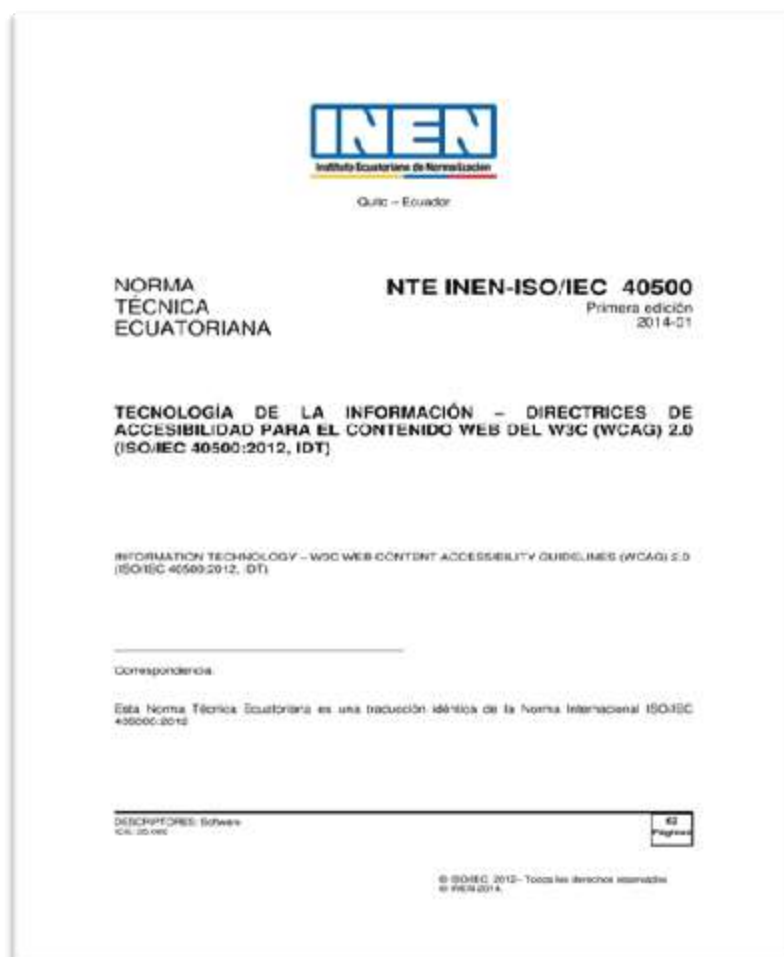 INEN
Instituto Ecuatoriano de Normalización
Quito – Ecuador
NORMA
TÉCNICA
ECUATORIANA
NTE INEN-ISO/IEC 40500
Primera edición
2014-01
TECNOLOGÍA DE LA INFORMACIÓN – DIRECTRICES DE
ACCESIBILIDAD PARA EL CONTENIDO WEB DEL W3C (WCAG) 2.0
(ISO/IEC 40500:2012, IDT)
INFORMATION TECHNOLOGY – W3C WEB CONTENT ACCESSIBILITY GUIDELINES (WCAG) 2.0
(ISO/IEC 40500:2012, IDT)
Correspondencia
Esta Norma Técnica Ecuatoriana es una traducción idéntica de la Norma Internacional ISO/IEC
DESCRIPTORES: Software
Páginas
© ISO/IEC 2012 – Todos los derechos reservados
© INEN 2014